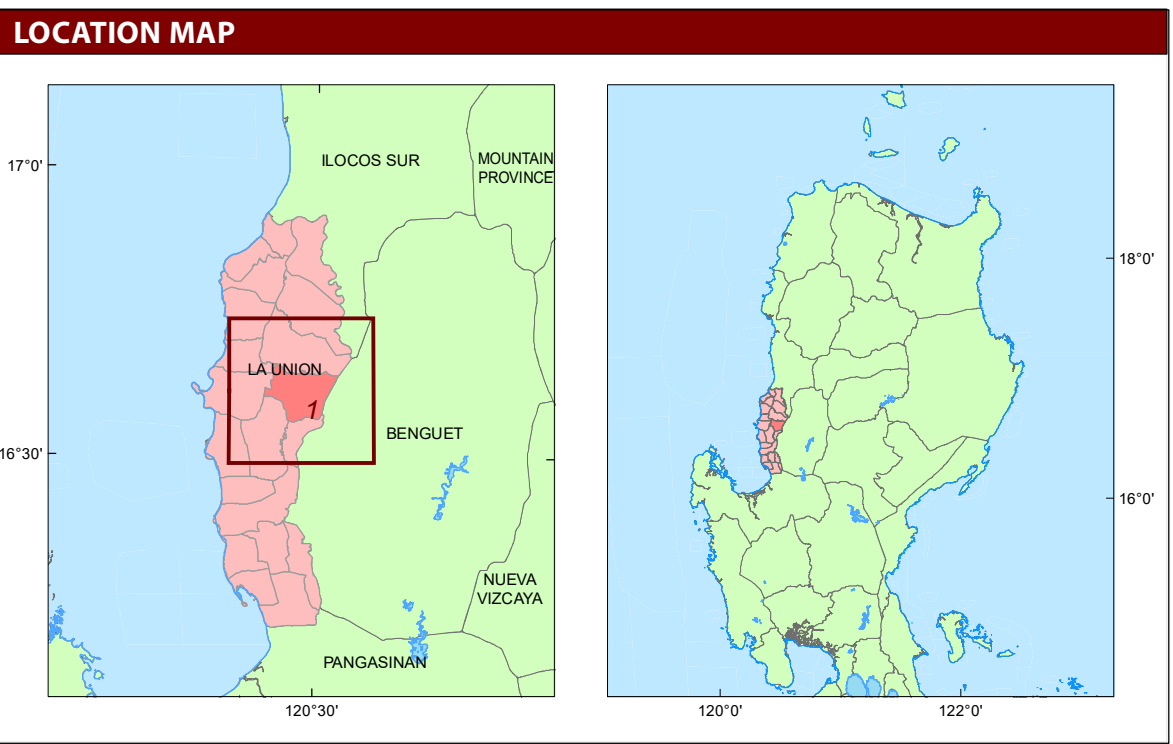 LOCATION MAP
17°0'
ILOCOS SUR
MOUNTAIN
PROVINCE
18°0'
LA UNION
1
BENGUET
16°30'
16°0'
NUEVA
VIZCAYA
PANGASINAN
120°30'
120°0'
122°0'